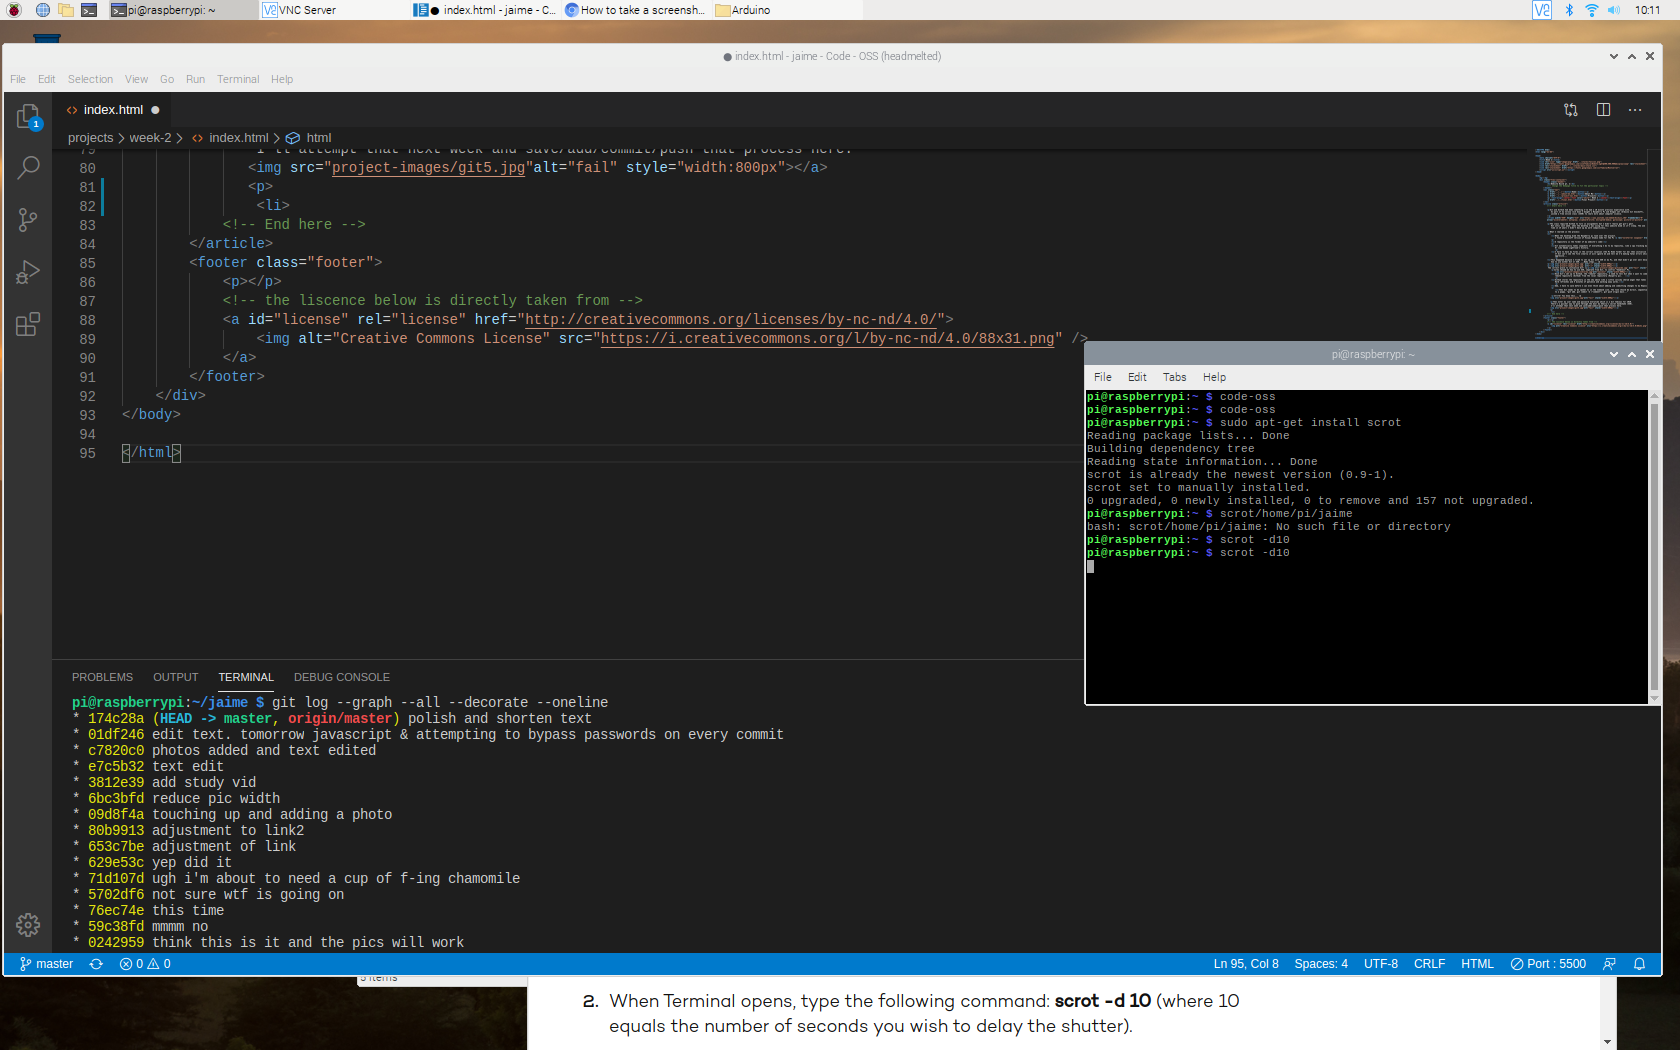 pi@raspberrypi: ~
VNC Server
index.html - jaime - C...
How to take a screensh...
Arduino
10:11
index.html - jaime - Code - OSS (headmelted)
File Edit Selection View Go Run Terminal Help
index.html
projects > week-2 > <> index.html > html
79 I'll attempt that next week and save/add/commit/push that process here.
80 <img src="project-images/git5.jpg"alt="fail" style="width:800px"></a>
81 <p>
82 <li>
83 <!-- End here -->
84 </article>
85 <footer class="footer">
86 <p></p>
87 <!-- the liscence below is directly taken from -->
88 <a id="license" rel="license" href="http://creativecommons.org/licenses/by-nc-nd/4.0/">
89 <img alt="Creative Commons License" src="https://i.creativecommons.org/l/by-nc-nd/4.0/88x31.png" />
90 </a>
91 </footer>
92 </div>
93 </body>
94
95 </html>
pi@raspberrypi: ~
File Edit Tabs Help
pi@raspberrypi:~ $ code-oss
pi@raspberrypi:~ $ code-oss
pi@raspberrypi:~ $ sudo apt-get install scrot
Reading package lists... Done
Building dependency tree
Reading state information... Done
scrot is already the newest version (0.9-1).
scrot set to manually installed.
0 upgraded, 0 newly installed, 0 to remove and 157 not upgraded.
pi@raspberrypi:~ $ scrot/home/pi/jaime
bash: scrot/home/pi/jaime: No such file or directory
pi@raspberrypi:~ $ scrot -d10
pi@raspberrypi:~ $ scrot -d10
PROBLEMS OUTPUT TERMINAL DEBUG CONSOLE
pi@raspberrypi:~/jaime $ git log --graph --all --decorate --oneline
* 174c28a (HEAD -> master, origin/master) polish and shorten text
* 01df246 edit text. tomorrow javascript & attempting to bypass passwords on every commit
* c7820c0 photos added and text edited
* e7c5b32 text edit
* 3812e39 add study vid
* 6bc3bfd reduce pic width
* 09d8f4a touching up and adding a photo
* 80b9913 adjustment to link2
* 653c7be adjustment of link
* 629e53c yep did it
* 71d107d ugh i'm about to need a cup of f-ing chamomile
* 5702df6 not sure wtf is going on
* 76ec74e this time
* 59c38fd mmmm no
* 0242959 think this is it and the pics will work
master 0 0 Ln 95, Col 8 Spaces: 4 UTF-8 CRLF HTML Port : 5500
5 items
2. When Terminal opens, type the following command: scrot -d 10 (where 10
equals the number of seconds you wish to delay the shutter).